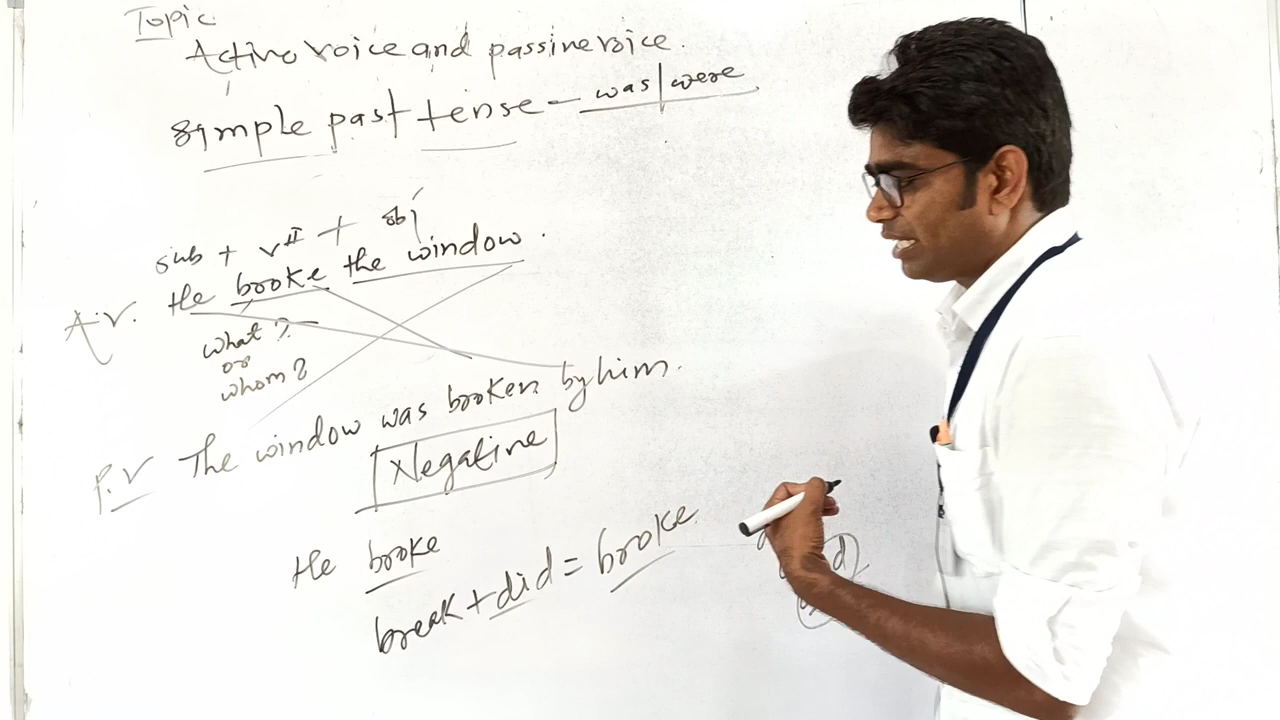 Topic
Active voice and passive voice.
simple past tense - was/were
sub + vII + obj
A.V. He broke the window.
what?
or
whom?
P.V The window was broken by him.
Negative
He broke
break + did = broke